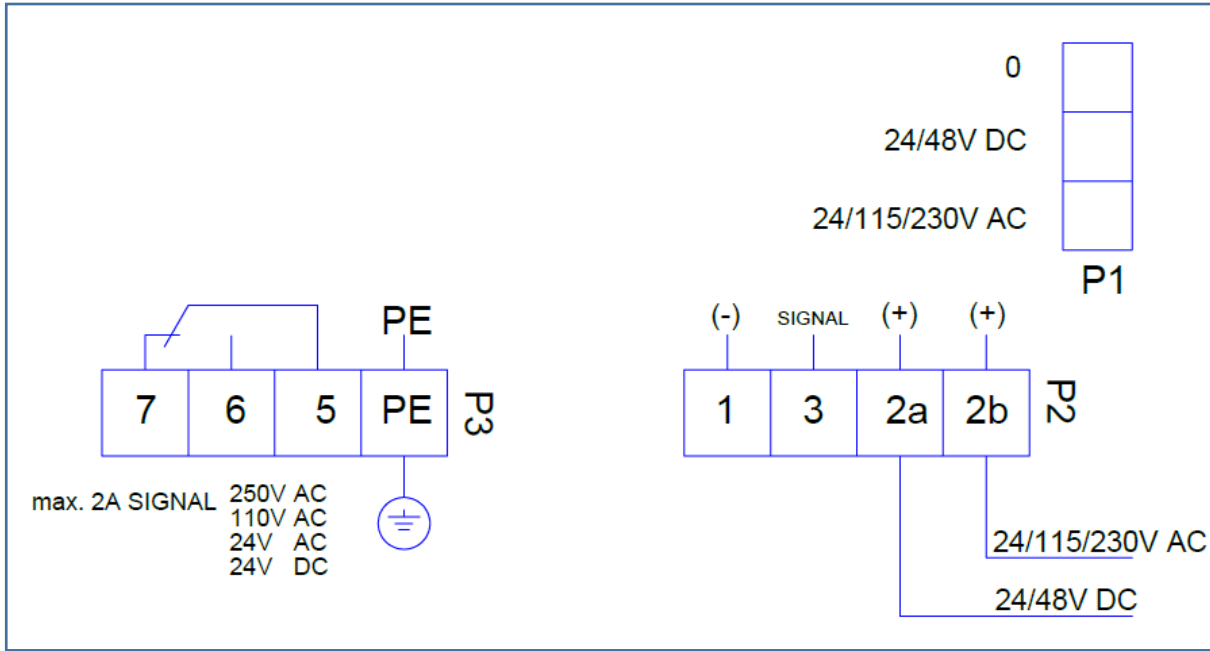 0
24/48V DC
24/115/230V AC
P1
PE
7 6 5 PE P3
max. 2A SIGNAL 250V AC
110V AC
24V AC
24V DC
(-) SIGNAL (+) (+)
1 3 2a 2b P2
24/115/230V AC
24/48V DC